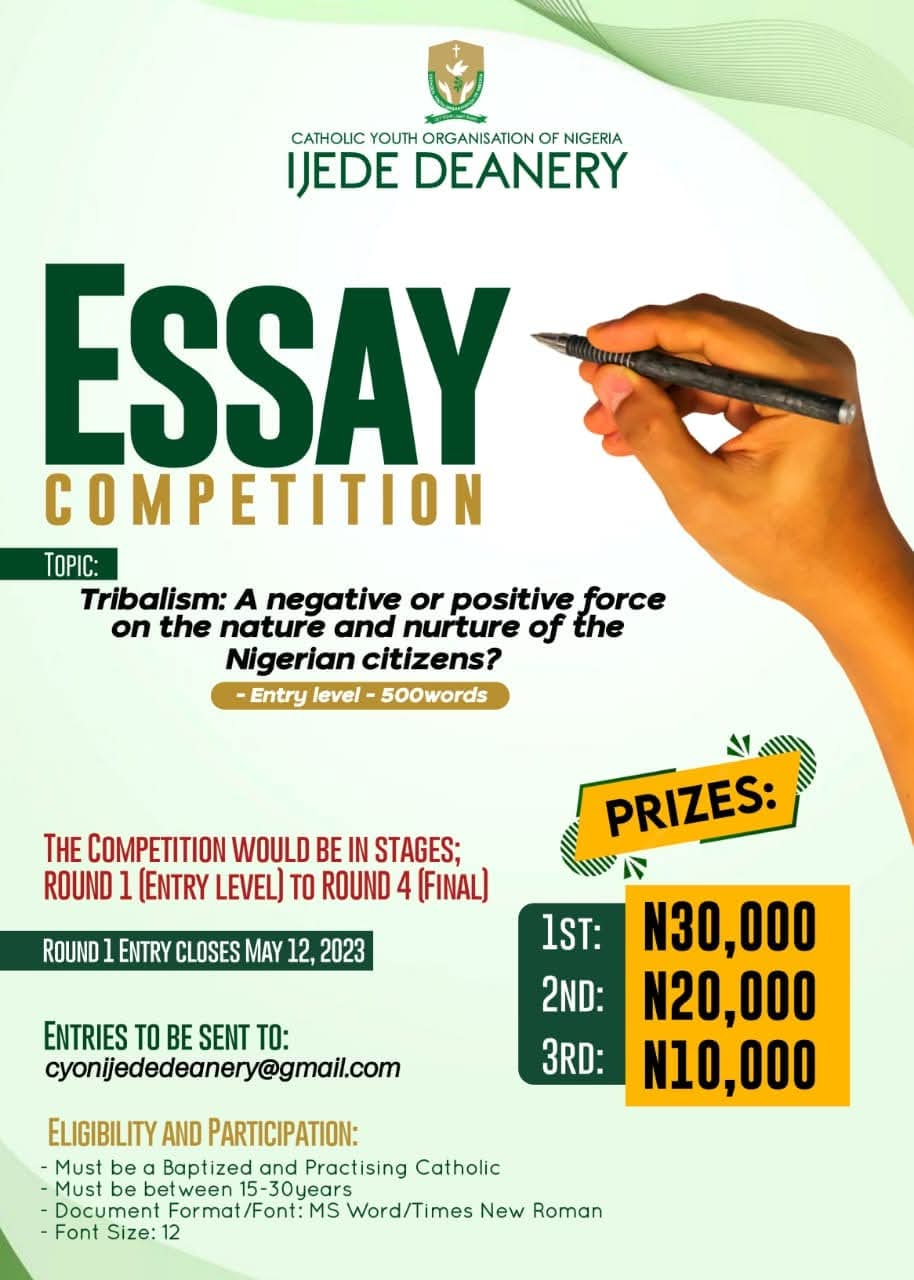 CATHOLIC YOUTH ORGANISATION OF NIGERIA
IJEDE DEANERY
ESSAY
COMPETITION
TOPIC:
Tribalism: A negative or positive force
on the nature and nurture of the
Nigerian citizens?
- Entry level - 500words
PRIZES:
THE COMPETITION WOULD BE IN STAGES;
ROUND 1 (ENTRY LEVEL) TO ROUND 4 (FINAL)
1ST: N30,000
2ND: N20,000
3RD: N10,000
ROUND 1 ENTRY CLOSES MAY 12, 2023
ENTRIES TO BE SENT TO:
cyonijededeanery@gmail.com
ELIGIBILITY AND PARTICIPATION:
- Must be a Baptized and Practising Catholic
- Must be between 15-30years
- Document Format/Font: MS Word/Times New Roman
- Font Size: 12